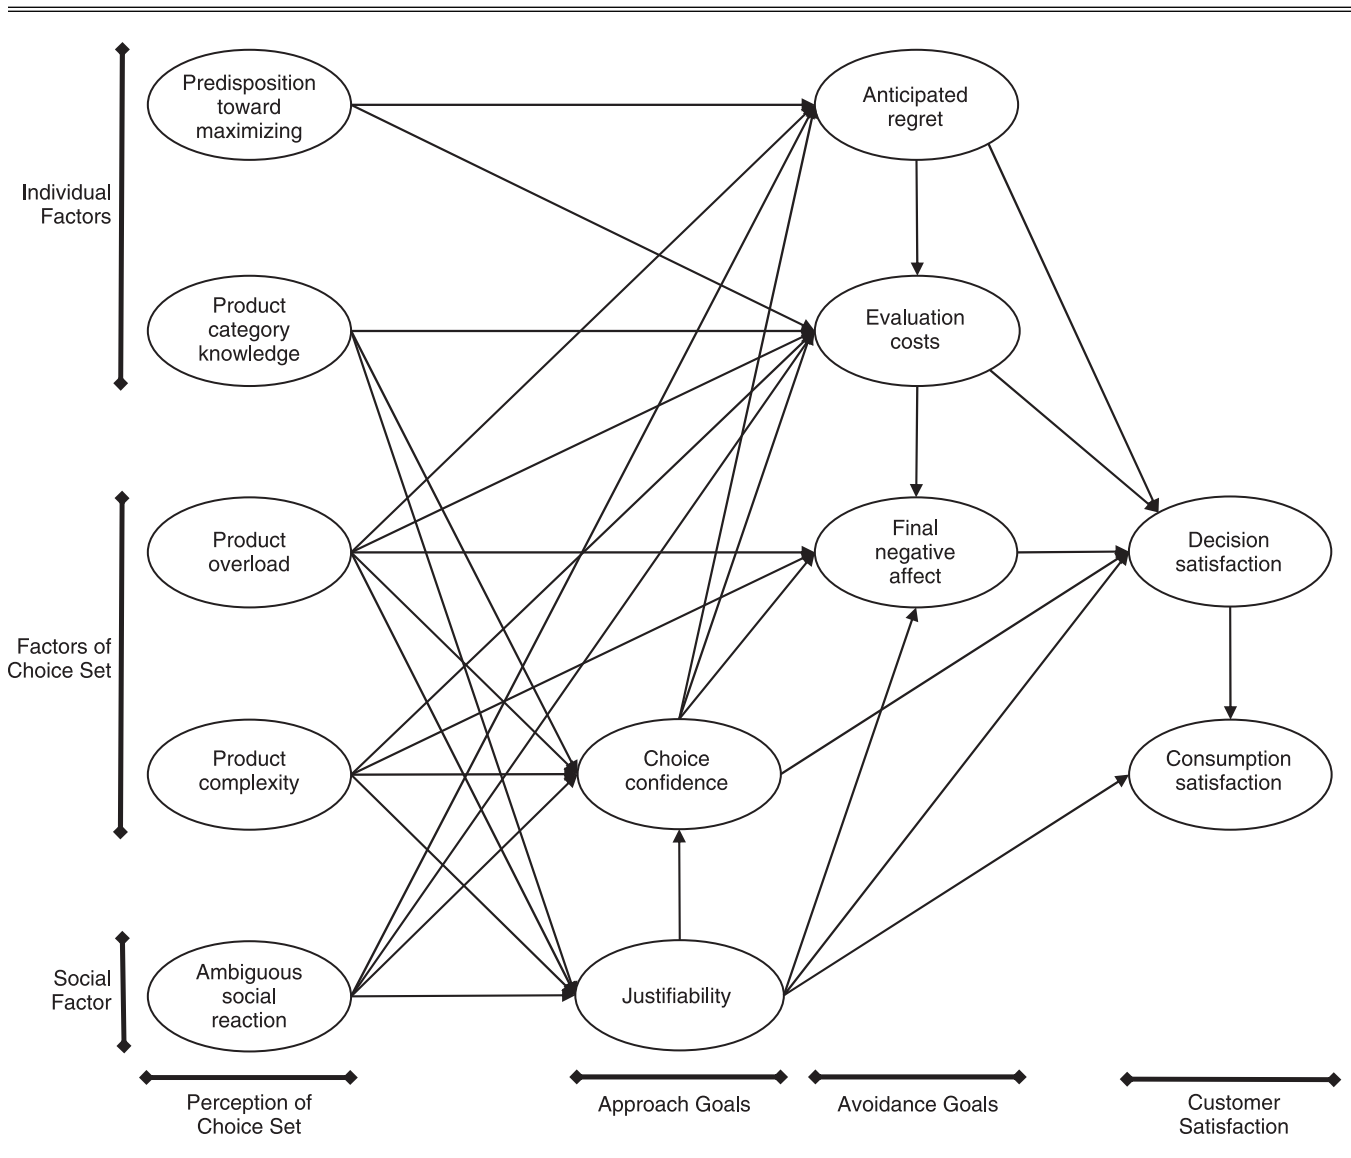 Predisposition
toward
maximizing
Anticipated
regret
Individual
Factors
Product
category
knowledge
Evaluation
costs
Product
overload
Final
negative
affect
Decision
satisfaction
Factors of
Choice Set
Product
complexity
Choice
confidence
Consumption
satisfaction
Social
Factor
Ambiguous
social
reaction
Justifiability
Perception of
Choice Set
Approach Goals
Avoidance Goals
Customer
Satisfaction